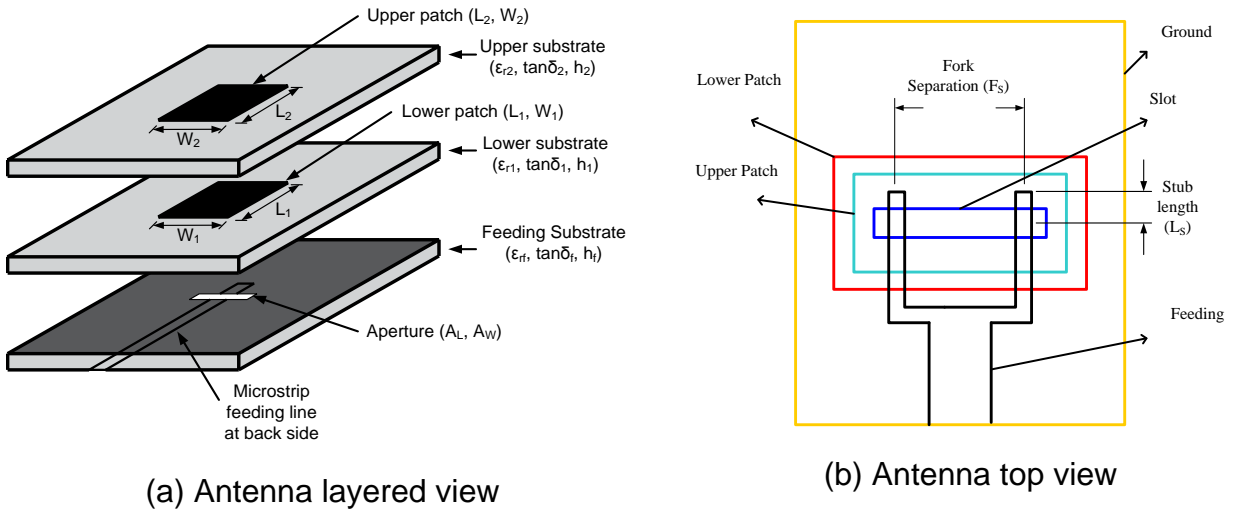 Upper patch (L2, W2)
Upper substrate
(εr2, tanδ2, h2)
L2
W2
Lower patch (L1, W1)
Lower substrate
(εr1, tanδ1, h1)
L1
W1
Feeding Substrate
(εrf, tanδf, hf)
Aperture (AL, AW)
Microstrip
feeding line
at back side
(a) Antenna layered view
Ground
Lower Patch
Fork
Separation (FS)
Slot
Upper Patch
Stub
length
(LS)
Feeding
(b) Antenna top view